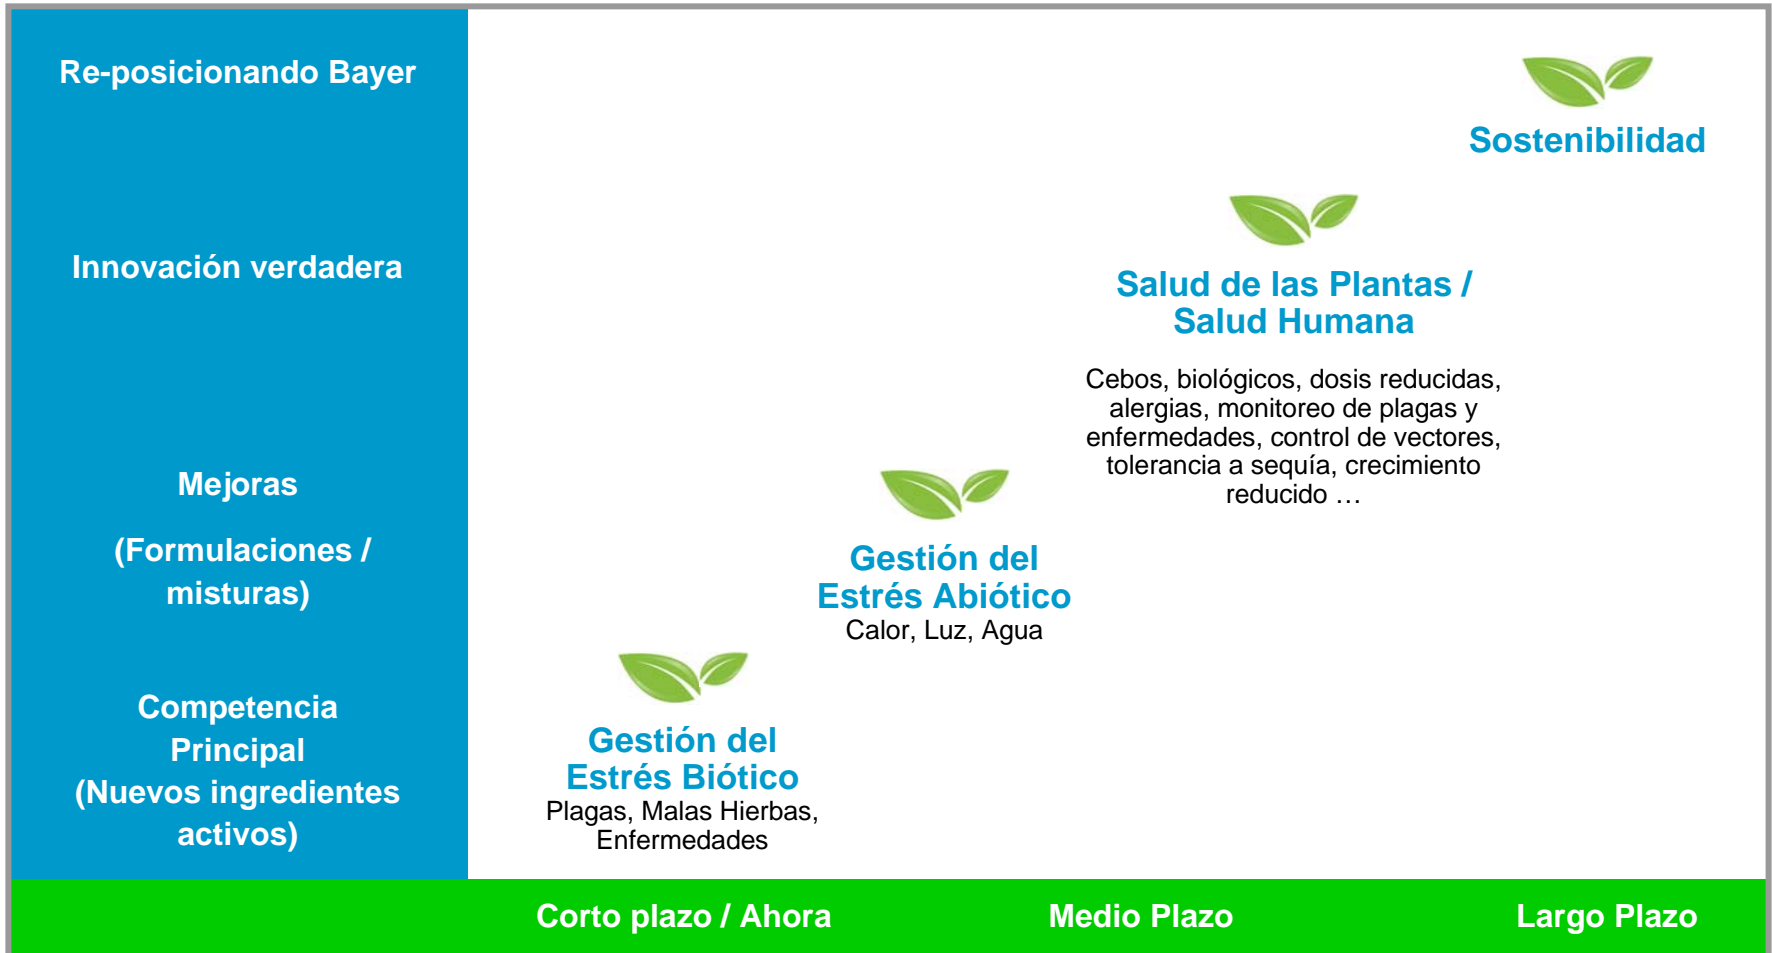 Re-posicionando Bayer
Sostenibilidad
Innovación verdadera
Salud de las Plantas /
Salud Humana
Cebos, biológicos, dosis reducidas,
alergias, monitoreo de plagas y
enfermedades, control de vectores,
tolerancia a sequía, crecimiento
reducido …
Mejoras
(Formulaciones /
misturas)
Gestión del
Estrés Abiótico
Calor, Luz, Agua
Competencia
Principal
(Nuevos ingredientes
activos)
Gestión del
Estrés Biótico
Plagas, Malas Hierbas,
Enfermedades
Corto plazo / Ahora
Medio Plazo
Largo Plazo